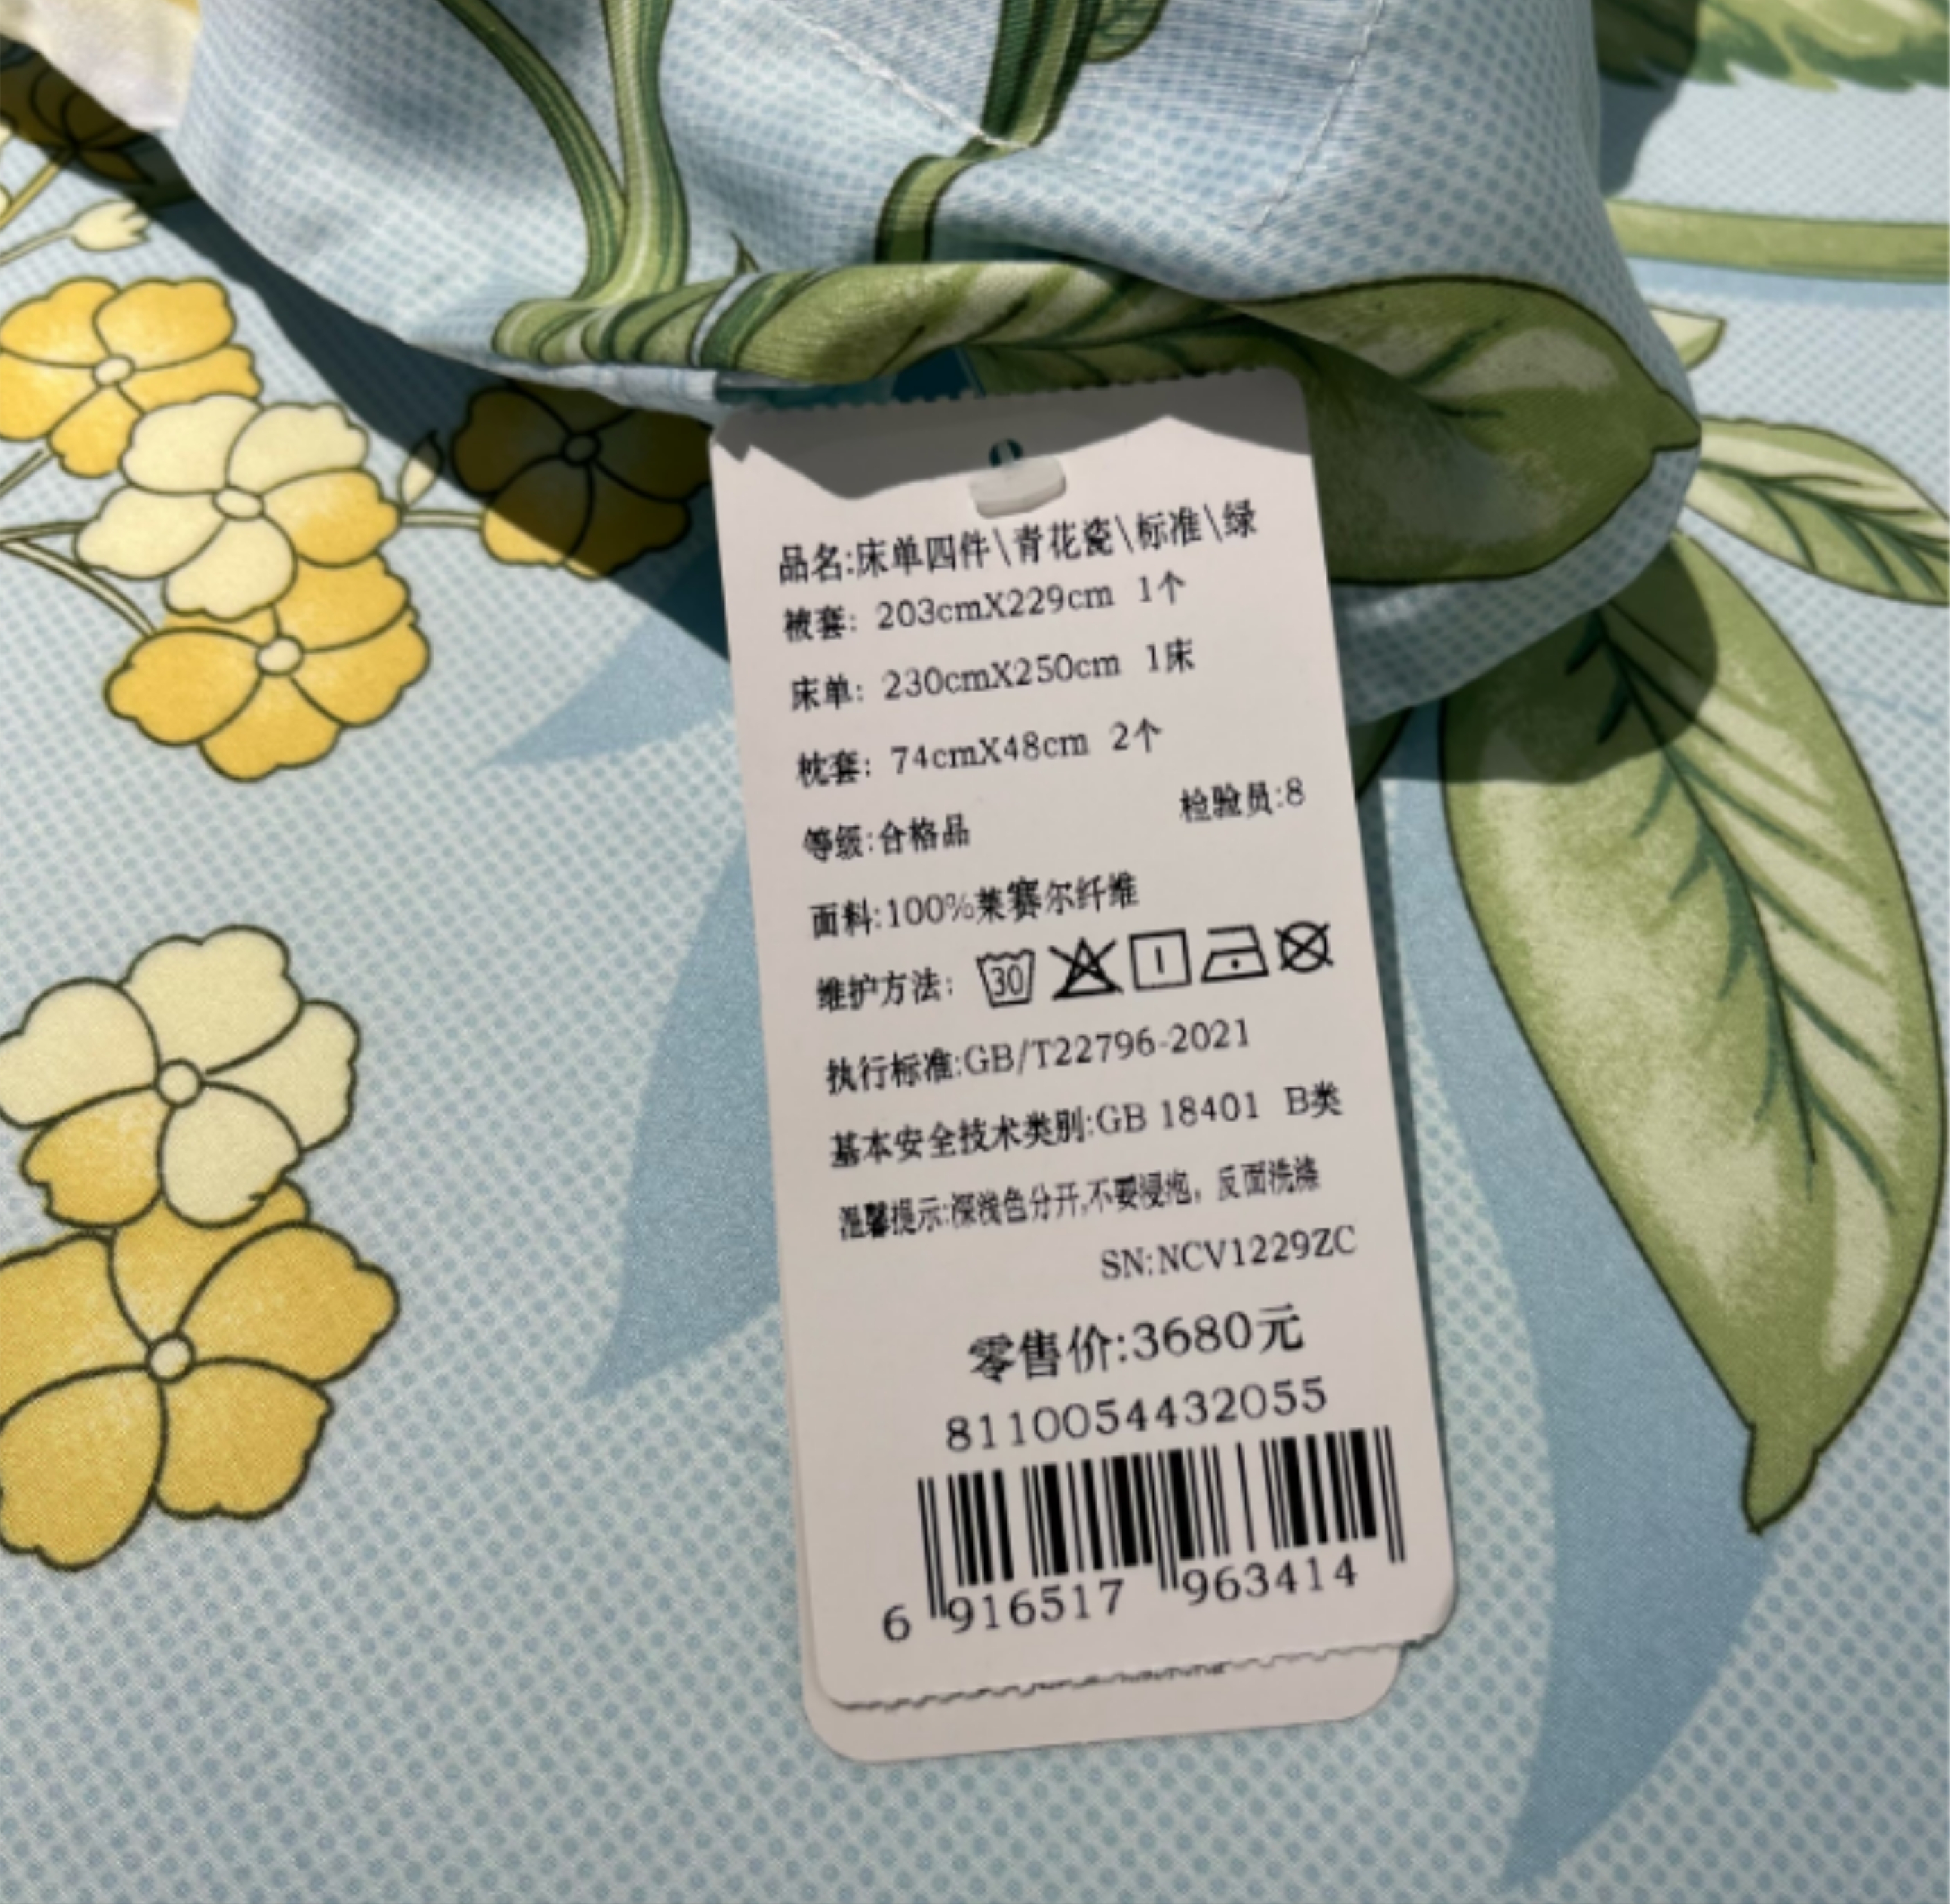 品名:床单四件\青花瓷\标准\绿
被套: 203cmX229cm 1个
床单: 230cmX250cm 1床
枕套: 74cmX48cm 2个
等级:合格品 检验员:8
面料:100%莱赛尔纤维
维护方法: 30
执行标准:GB/T22796-2021
基本安全技术类别:GB 18401 B类
温馨提示:深浅色分开,不要浸泡，反面洗涤
SN:NCV1229ZC
零售价:3680元
8110054432055
6 916517 963414